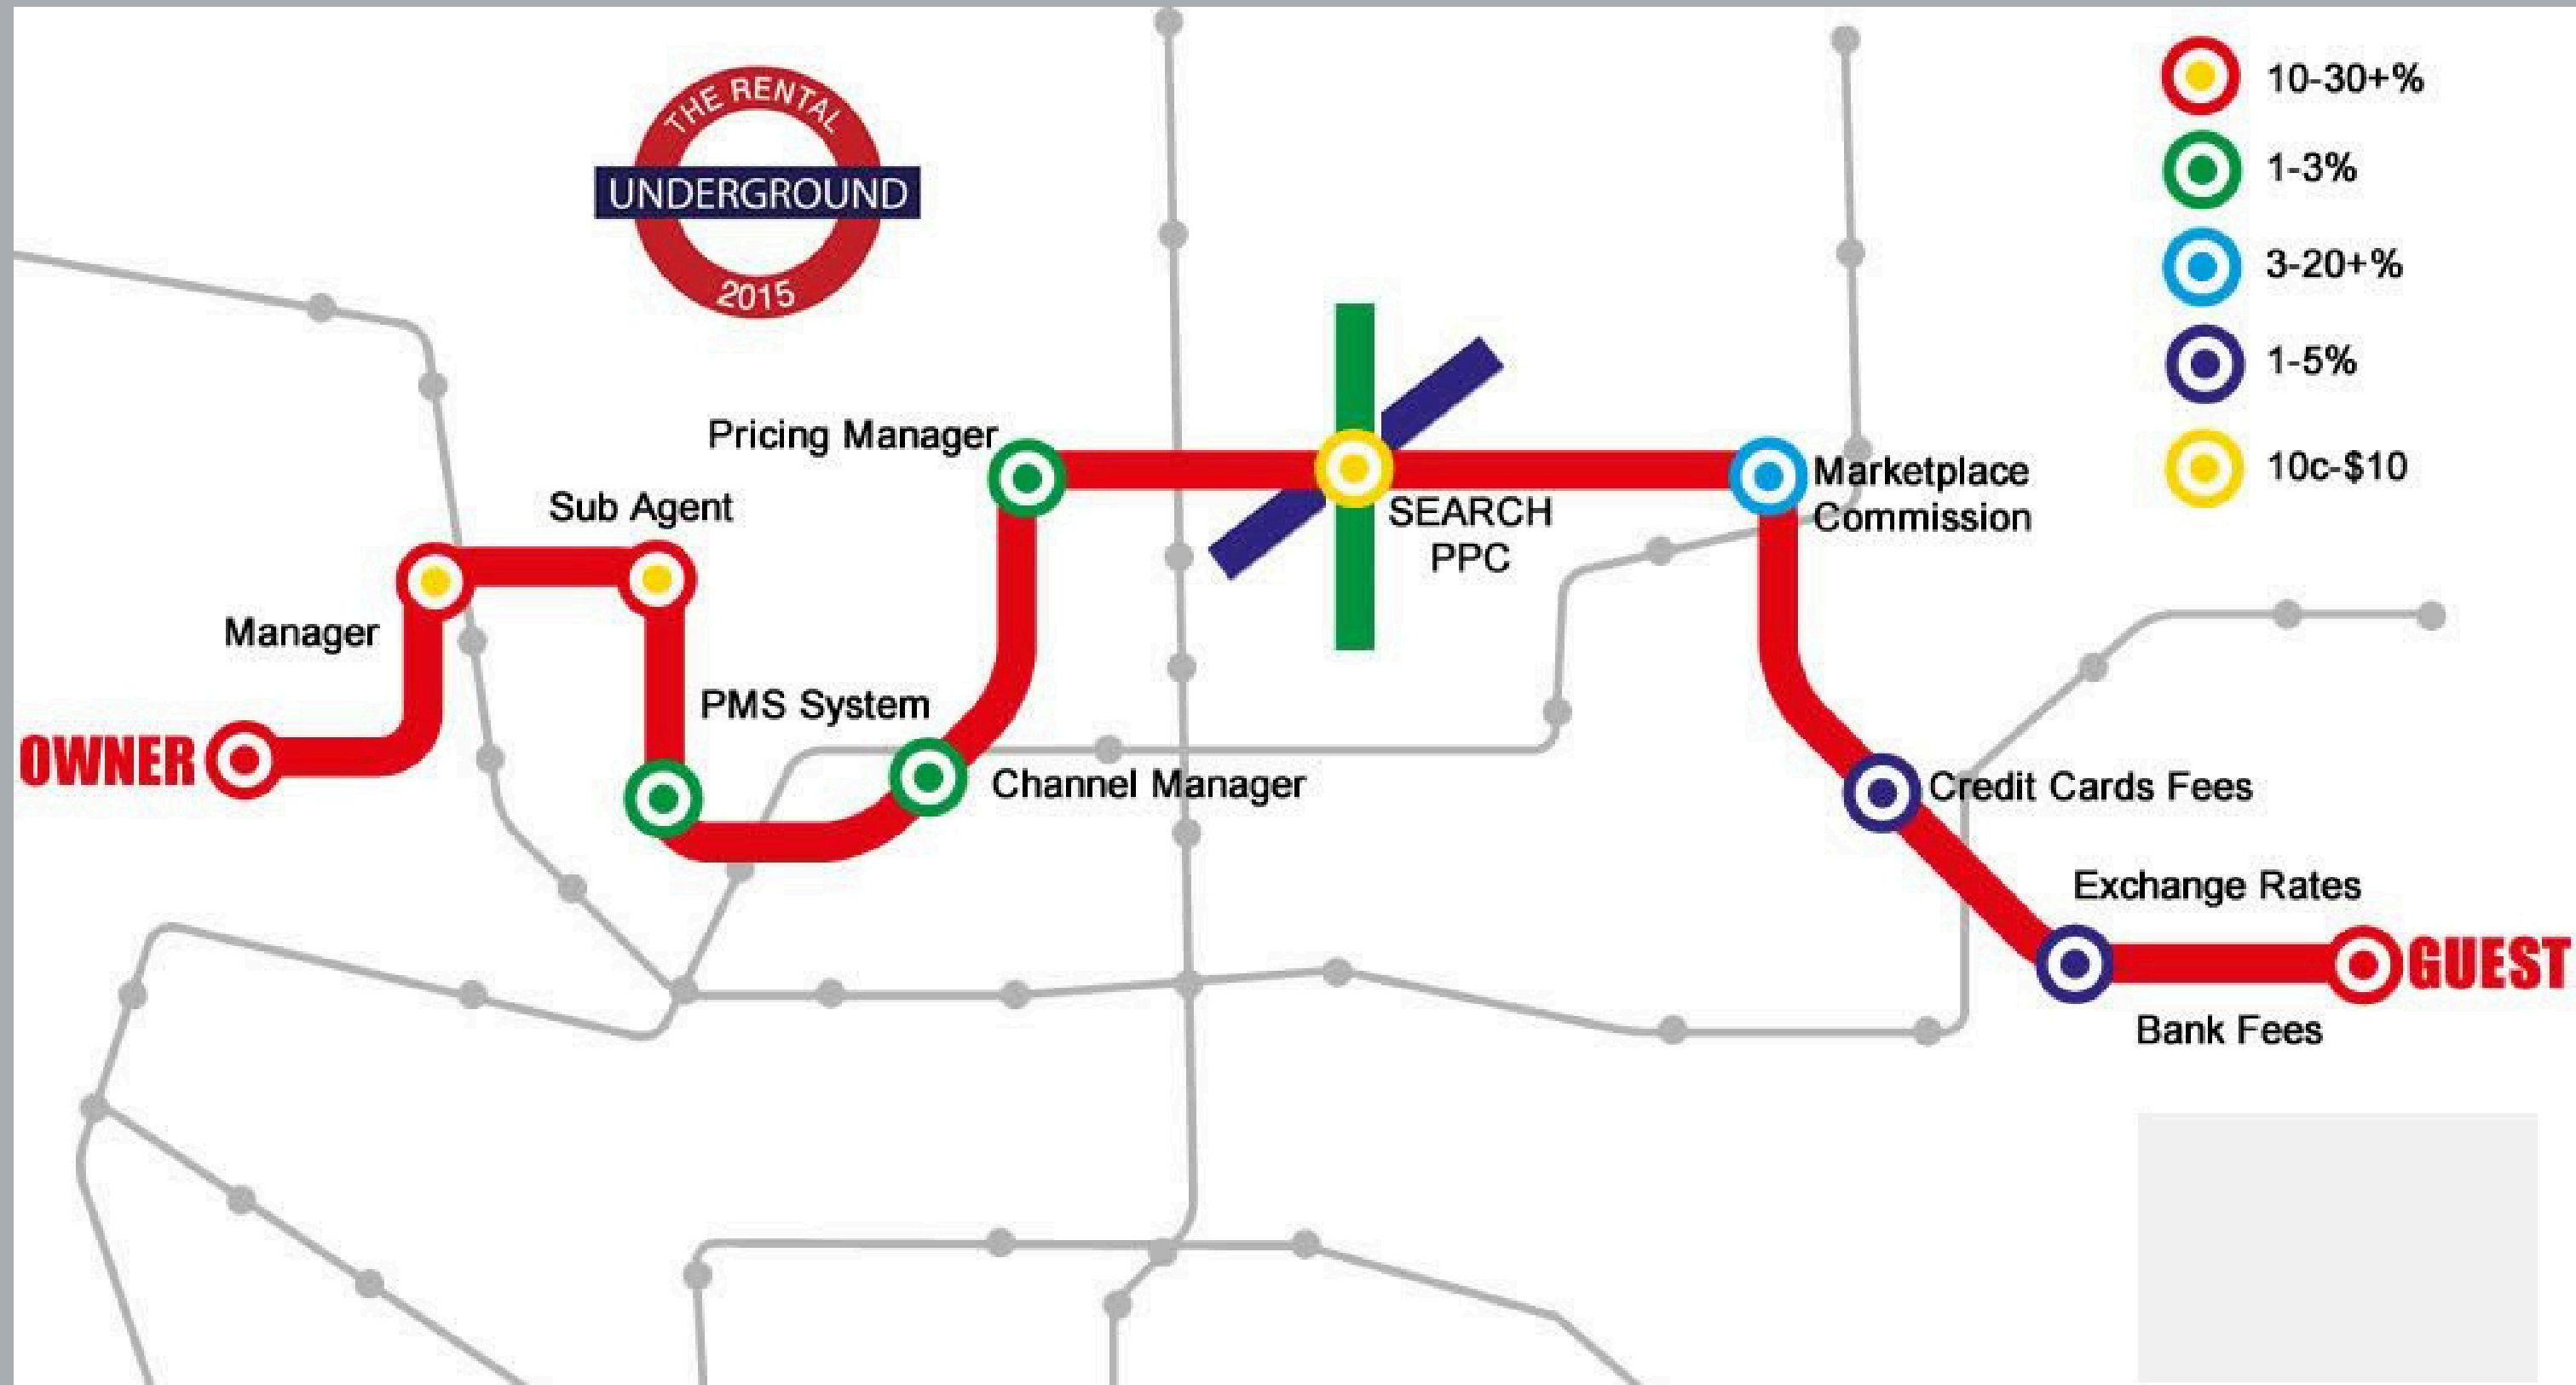 THE RENTAL
UNDERGROUND
2015
10-30+%
1-3%
3-20+%
1-5%
10c-$10
Pricing Manager
Sub Agent
SEARCH
PPC
Marketplace
Commission
Manager
PMS System
OWNER
Channel Manager
Credit Cards Fees
Exchange Rates
GUEST
Bank Fees